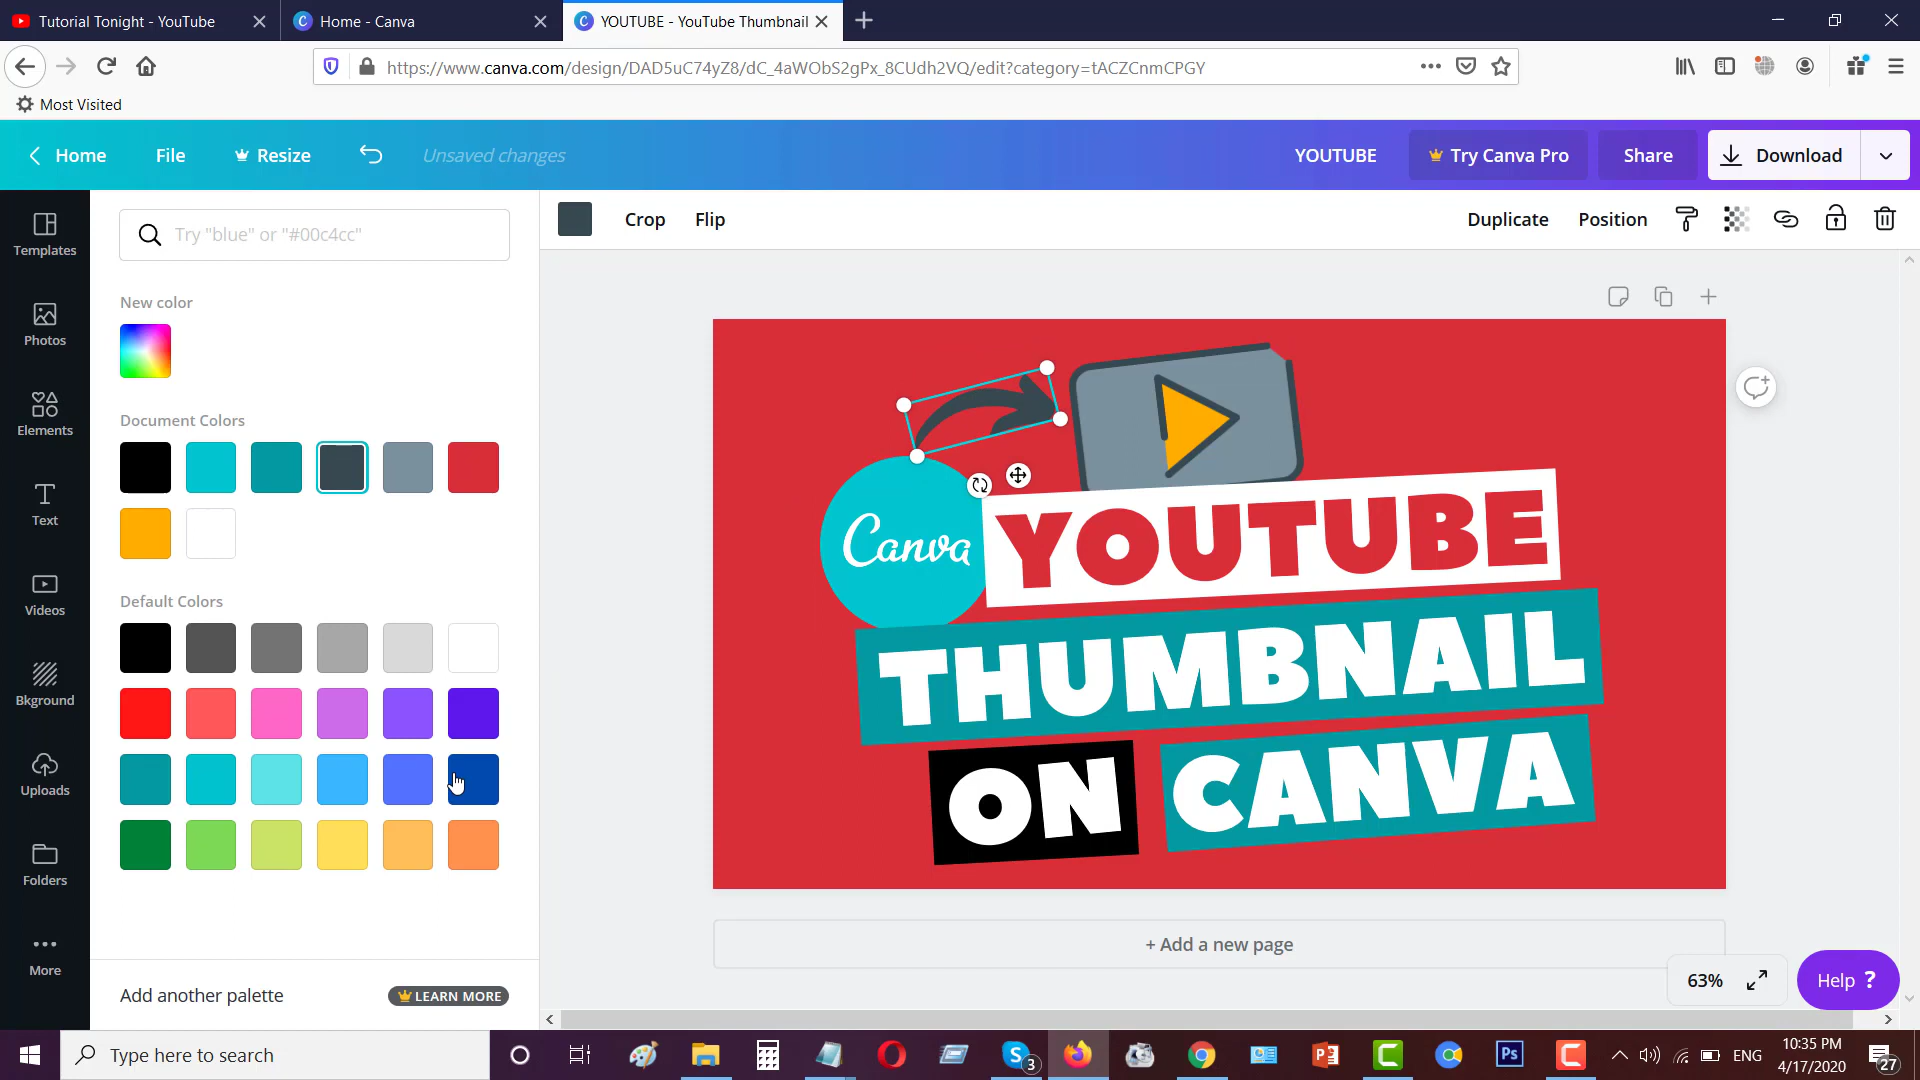 Tutorial Tonight - YouTube
Home - Canva
YOUTUBE - YouTube Thumbnail
https://www.canva.com/design/DAD5uC74yZ8/dC_4aWObS2gPx_8CUdh2VQ/edit?category=tACZCnmCPGY
Most Visited
Home
File
Resize
Unsaved changes
YOUTUBE
Try Canva Pro
Share
Download
Templates
Photos
Elements
Text
Videos
Bkground
Uploads
Folders
More
Try "blue" or "#00c4cc"
New color
Document Colors
Default Colors
Add another palette
LEARN MORE
Crop
Flip
Duplicate
Position
Canva
YOUTUBE
THUMBNAIL
ON CANVA
+ Add a new page
63%
Help ?
Type here to search
3
Ps
ENG
10:35 PM
4/17/2020
27